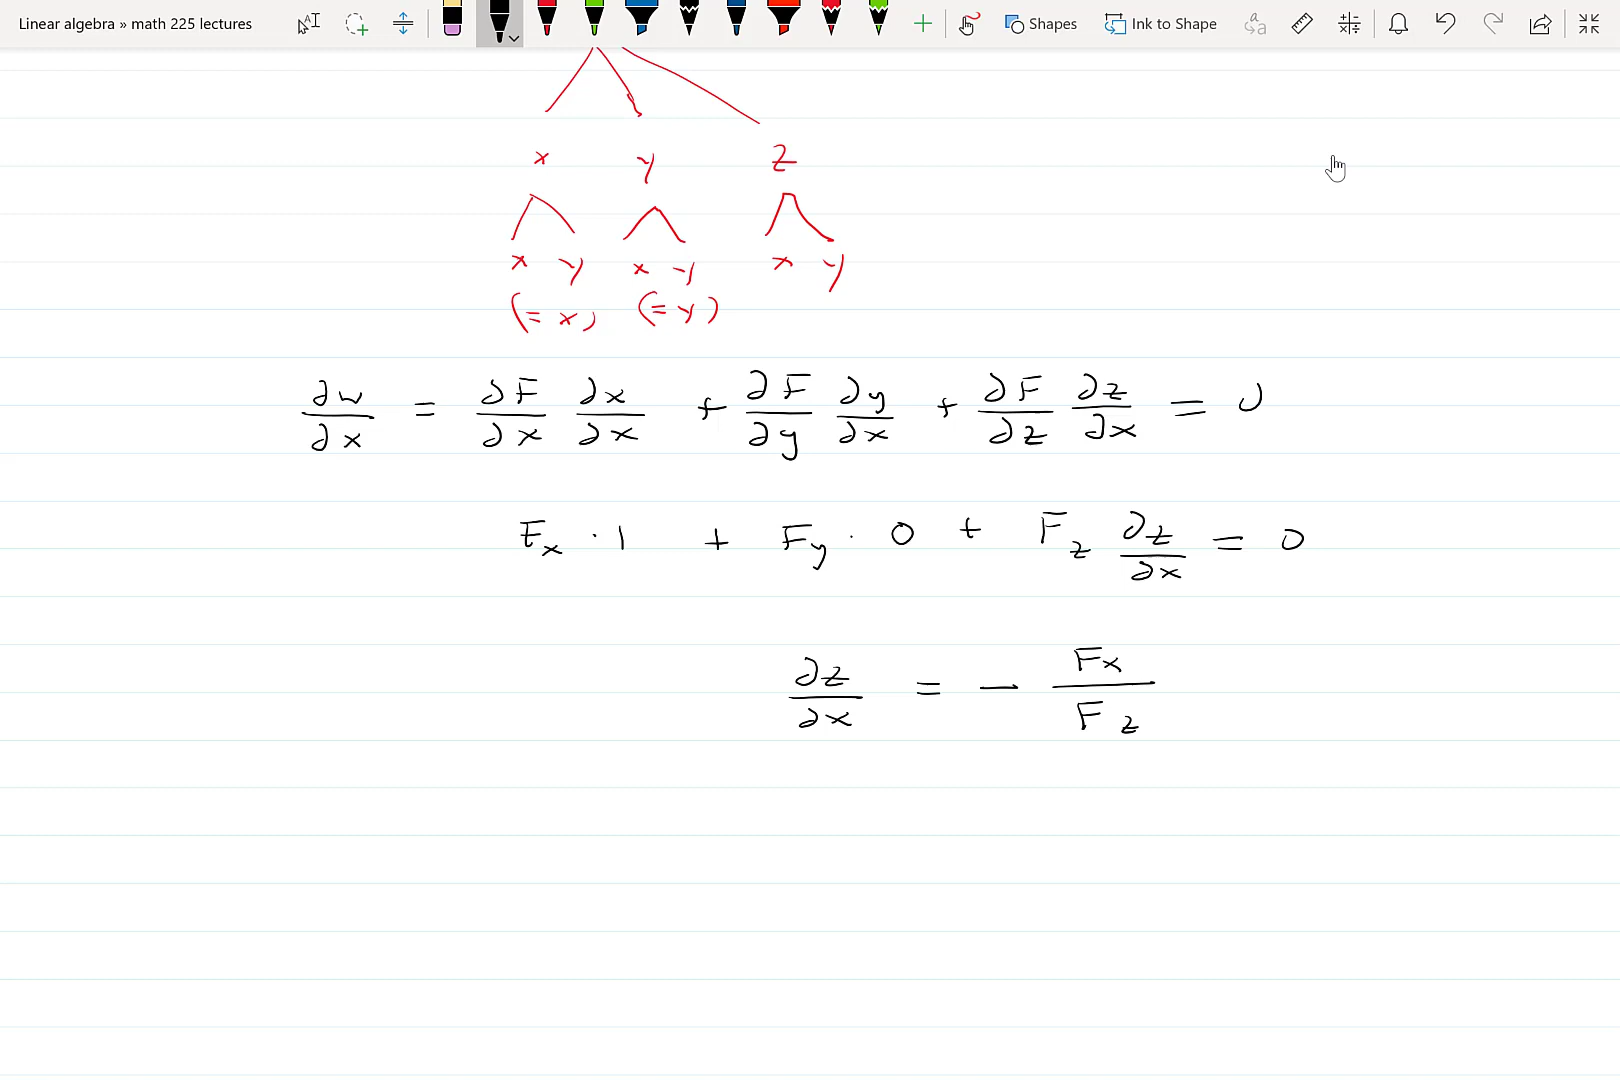 Linear algebra » math 225 lectures Shapes Ink to Shape
x y z
x y x y x y
(= x) (= y)
∂w/∂x = ∂F/∂x ∂x/∂x + ∂F/∂y ∂y/∂x + ∂F/∂z ∂z/∂x = 0
Fx · 1 + Fy · 0 + Fz ∂z/∂x = 0
∂z/∂x = - Fx/Fz